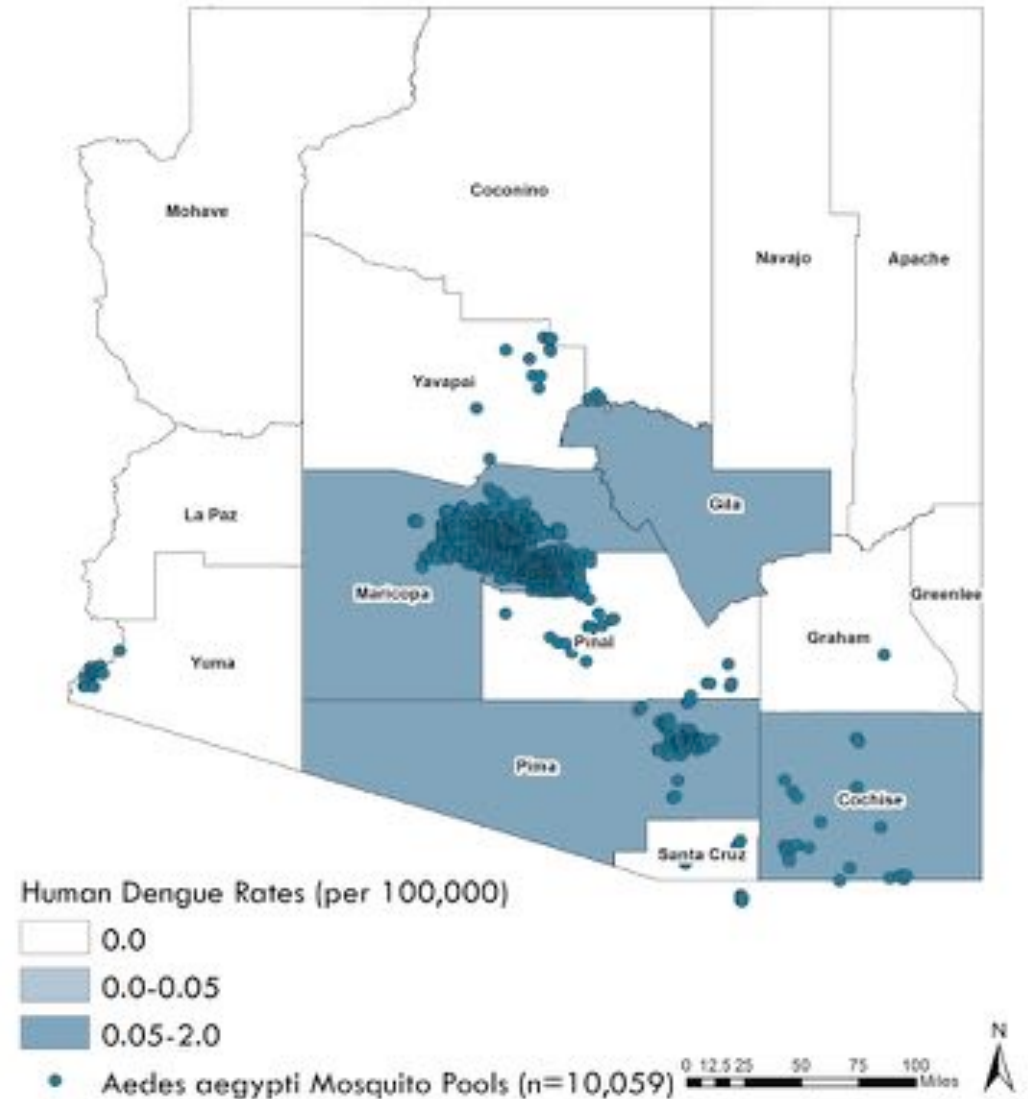 Mohave
Coconino
Navajo
Apache
Yavapai
La Paz
Gila
Maricopa
Greenlee
Yuma
Pinal
Graham
Pima
Cochise
Santa Cruz
Human Dengue Rates (per 100,000)
0.0
0.0-0.05
0.05-2.0
Aedes aegypti Mosquito Pools (n=10,059)
0 12.5 25 50 75 100
Miles
N